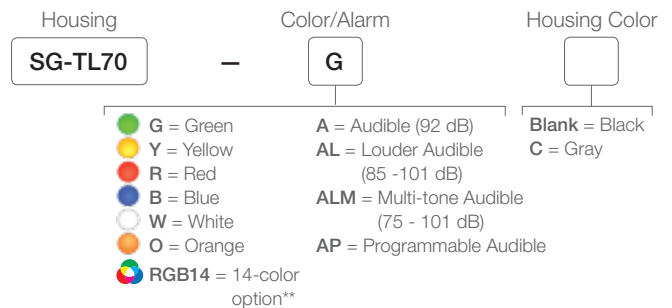 Housing Color/Alarm Housing Color
SG-TL70 – G
G = Green
Y = Yellow
R = Red
B = Blue
W = White
O = Orange
RGB14 = 14-color
option**
A = Audible (92 dB)
AL = Louder Audible
(85 -101 dB)
ALM = Multi-tone Audible
(75 - 101 dB)
AP = Programmable Audible
Blank = Black
C = Gray